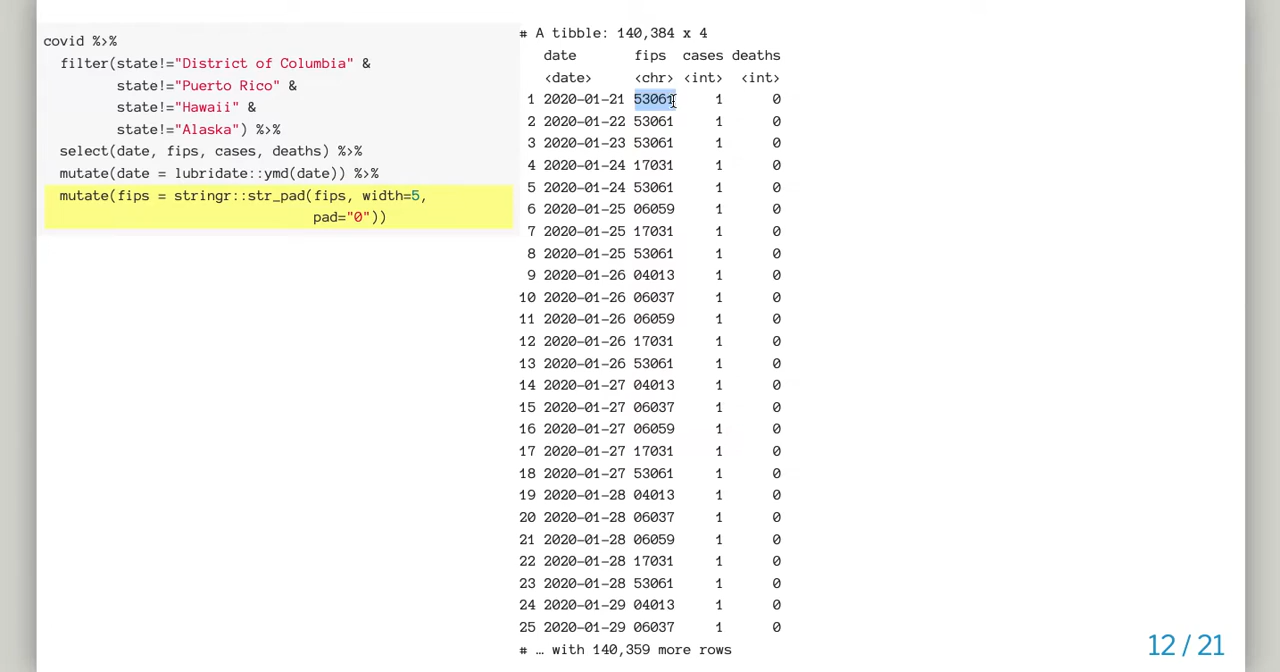 covid %>%
filter(state!="District of Columbia" &
state!="Puerto Rico" &
state!="Hawaii" &
state!="Alaska") %>%
select(date, fips, cases, deaths) %>%
mutate(date = lubridate::ymd(date)) %>%
mutate(fips = stringr::str_pad(fips, width=5,
pad="0"))
# A tibble: 140,384 x 4
date fips cases deaths
<date> <chr> <int> <int>
1 2020-01-21 53061 1 0
2 2020-01-22 53061 1 0
3 2020-01-23 53061 1 0
4 2020-01-24 17031 1 0
5 2020-01-24 53061 1 0
6 2020-01-25 06059 1 0
7 2020-01-25 17031 1 0
8 2020-01-25 53061 1 0
9 2020-01-26 04013 1 0
10 2020-01-26 06037 1 0
11 2020-01-26 06059 1 0
12 2020-01-26 17031 1 0
13 2020-01-26 53061 1 0
14 2020-01-27 04013 1 0
15 2020-01-27 06037 1 0
16 2020-01-27 06059 1 0
17 2020-01-27 17031 1 0
18 2020-01-27 53061 1 0
19 2020-01-28 04013 1 0
20 2020-01-28 06037 1 0
21 2020-01-28 06059 1 0
22 2020-01-28 17031 1 0
23 2020-01-28 53061 1 0
24 2020-01-29 04013 1 0
25 2020-01-29 06037 1 0
# … with 140,359 more rows
12 / 21